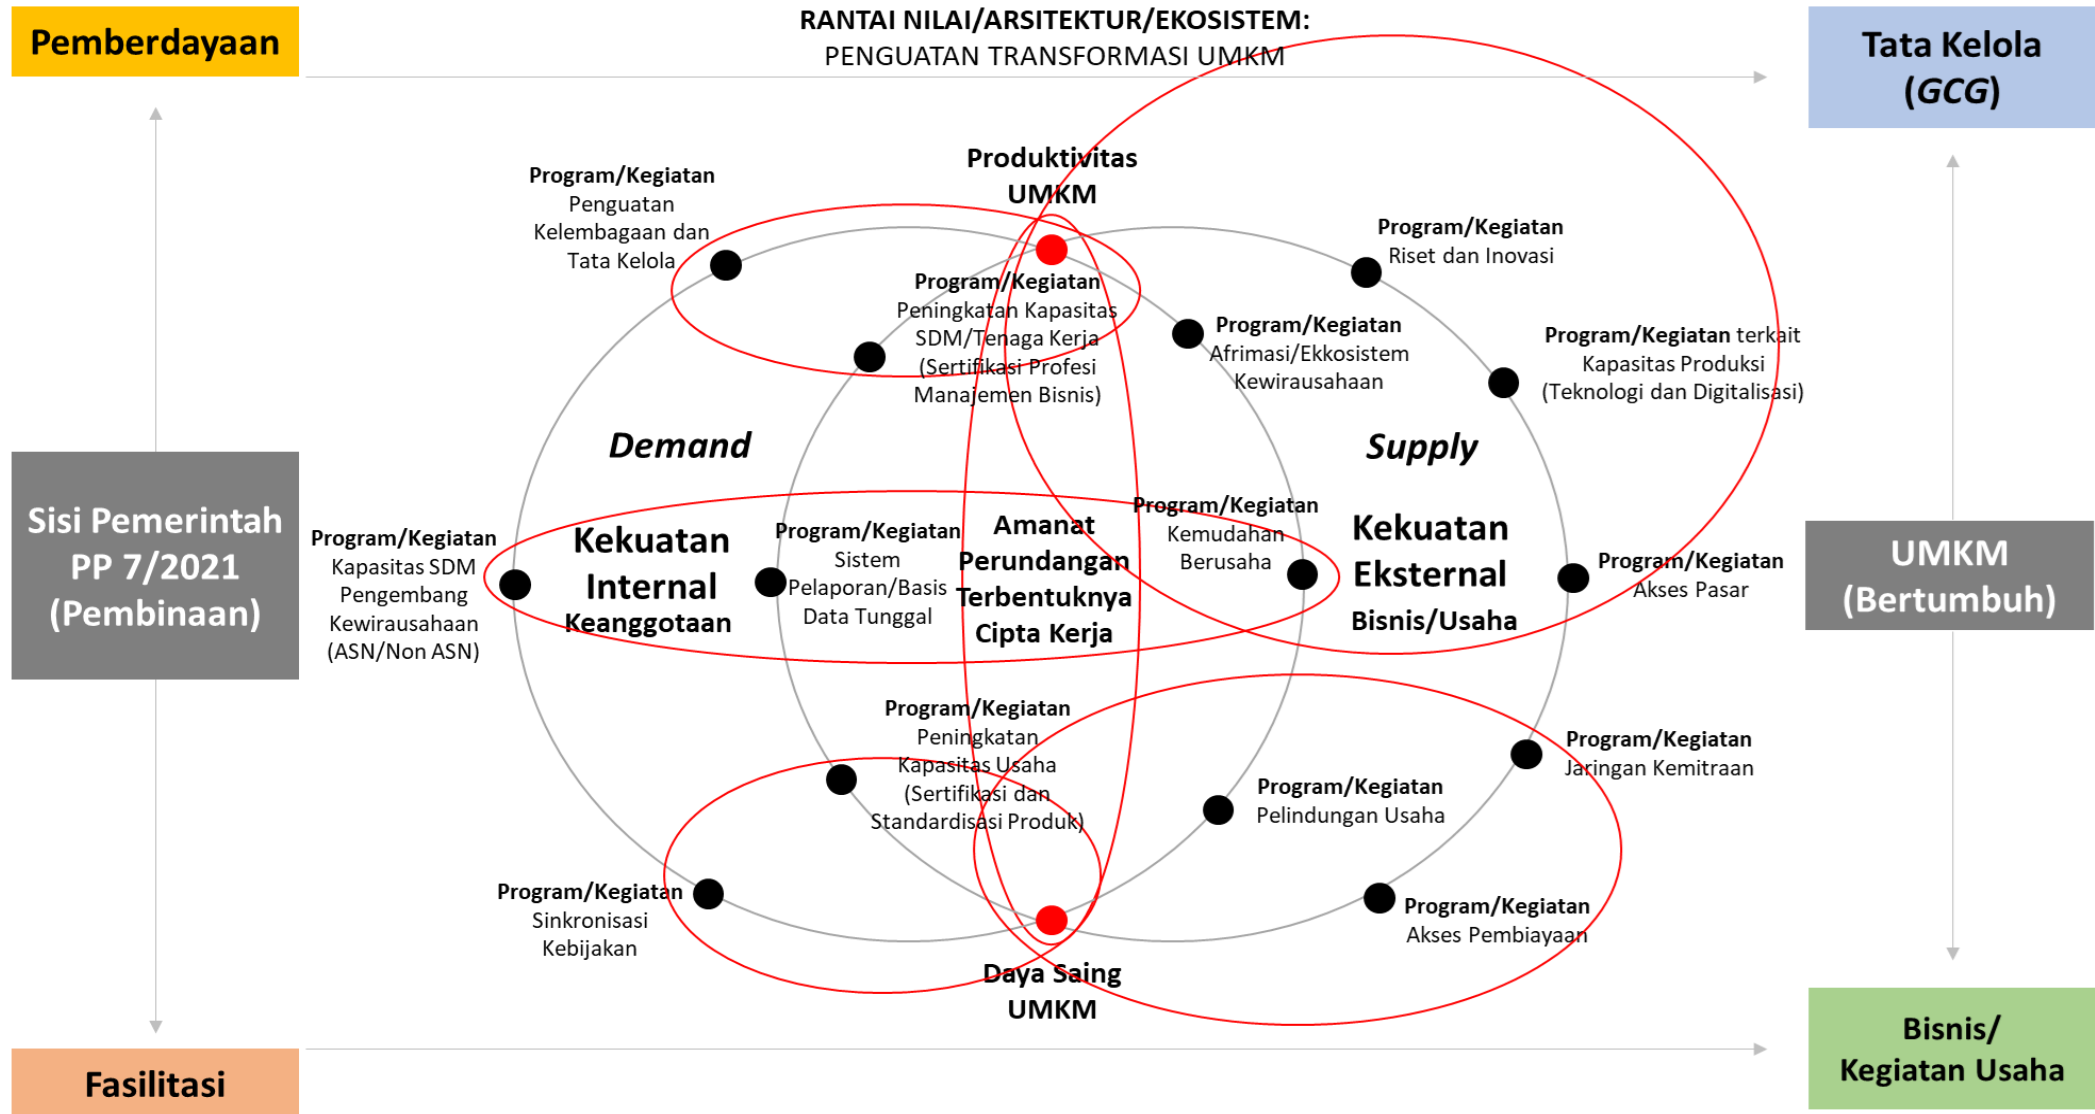 Pemberdayaan
RANTAI NILAI/ARSITEKTUR/EKOSISTEM:
PENGUATAN TRANSFORMASI UMKM
Tata Kelola
(GCG)
Produktivitas
UMKM
Program/Kegiatan
Penguatan
Kelembagaan dan
Tata Kelola
Program/Kegiatan
Riset dan Inovasi
Program/Kegiatan
Peningkatan Kapasitas
SDM/Tenaga Kerja
(Sertifikasi Profesi
Manajemen Bisnis)
Program/Kegiatan
Afrimasi/Ekkosistem
Kewirausahaan
Program/Kegiatan terkait
Kapasitas Produksi
(Teknologi dan Digitalisasi)
Demand
Supply
Sisi Pemerintah
PP 7/2021
(Pembinaan)
Program/Kegiatan
Kapasitas SDM
Pengembang
Kewirausahaan
(ASN/Non ASN)
Kekuatan
Internal
Keanggotaan
Program/Kegiatan
Sistem
Pelaporan/Basis
Data Tunggal
Amanat
Perundangan
Terbentuknya
Cipta Kerja
Program/Kegiatan
Kemudahan
Berusaha
Kekuatan
Eksternal
Bisnis/Usaha
Program/Kegiatan
Akses Pasar
UMKM
(Bertumbuh)
Program/Kegiatan
Peningkatan
Kapasitas Usaha
(Sertifikasi dan
Standardisasi Produk)
Program/Kegiatan
Jaringan Kemitraan
Program/Kegiatan
Pelindungan Usaha
Program/Kegiatan
Sinkronisasi
Kebijakan
Program/Kegiatan
Akses Pembiayaan
Daya Saing
UMKM
Fasilitasi
Bisnis/
Kegiatan Usaha